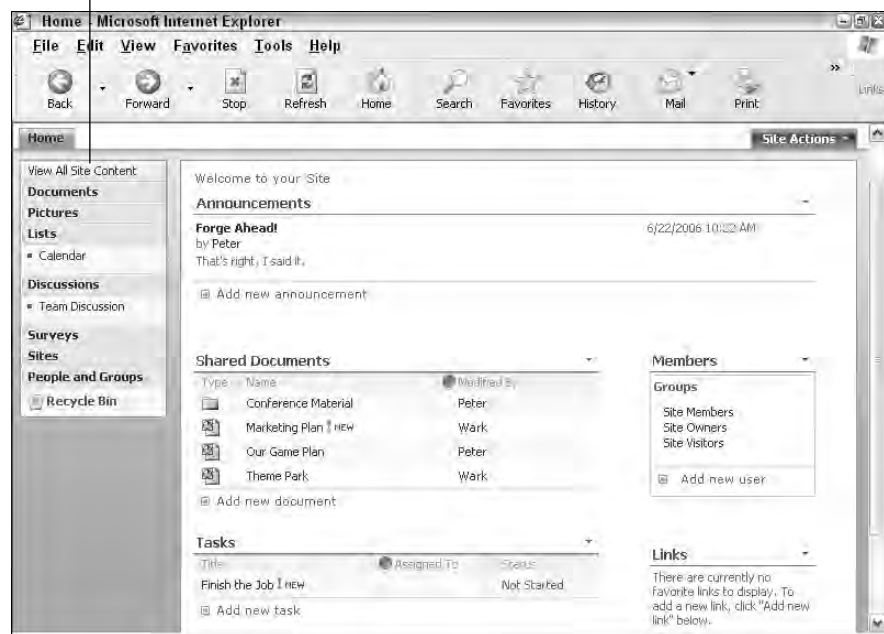 Home - Microsoft Internet Explorer
File Edit View Favorites Tools Help
Back Forward Stop Refresh Home Search Favorites History Mail Print » Links
Home Site Actions
View All Site Content
Documents
Pictures
Lists
Calendar
Discussions
Team Discussion
Surveys
Sites
People and Groups
Recycle Bin
Welcome to your Site
Announcements
Forge Ahead! 6/22/2006 AM
by Peter
That's right, I said it.
Add new announcement
Shared Documents
Type Name Modified By
Conference Material Peter
Marketing Plan ! NEW Wark
Our Game Plan Peter
Theme Park Wark
Add new document
Tasks
Title Assigned To Status
Finish the Job ! NEW Not Started
Add new task
Members
Groups
Site Members
Site Owners
Site Visitors
Add new user
Links
There are currently no
favorite links to display. To
add a new link, click "Add new
link" below.